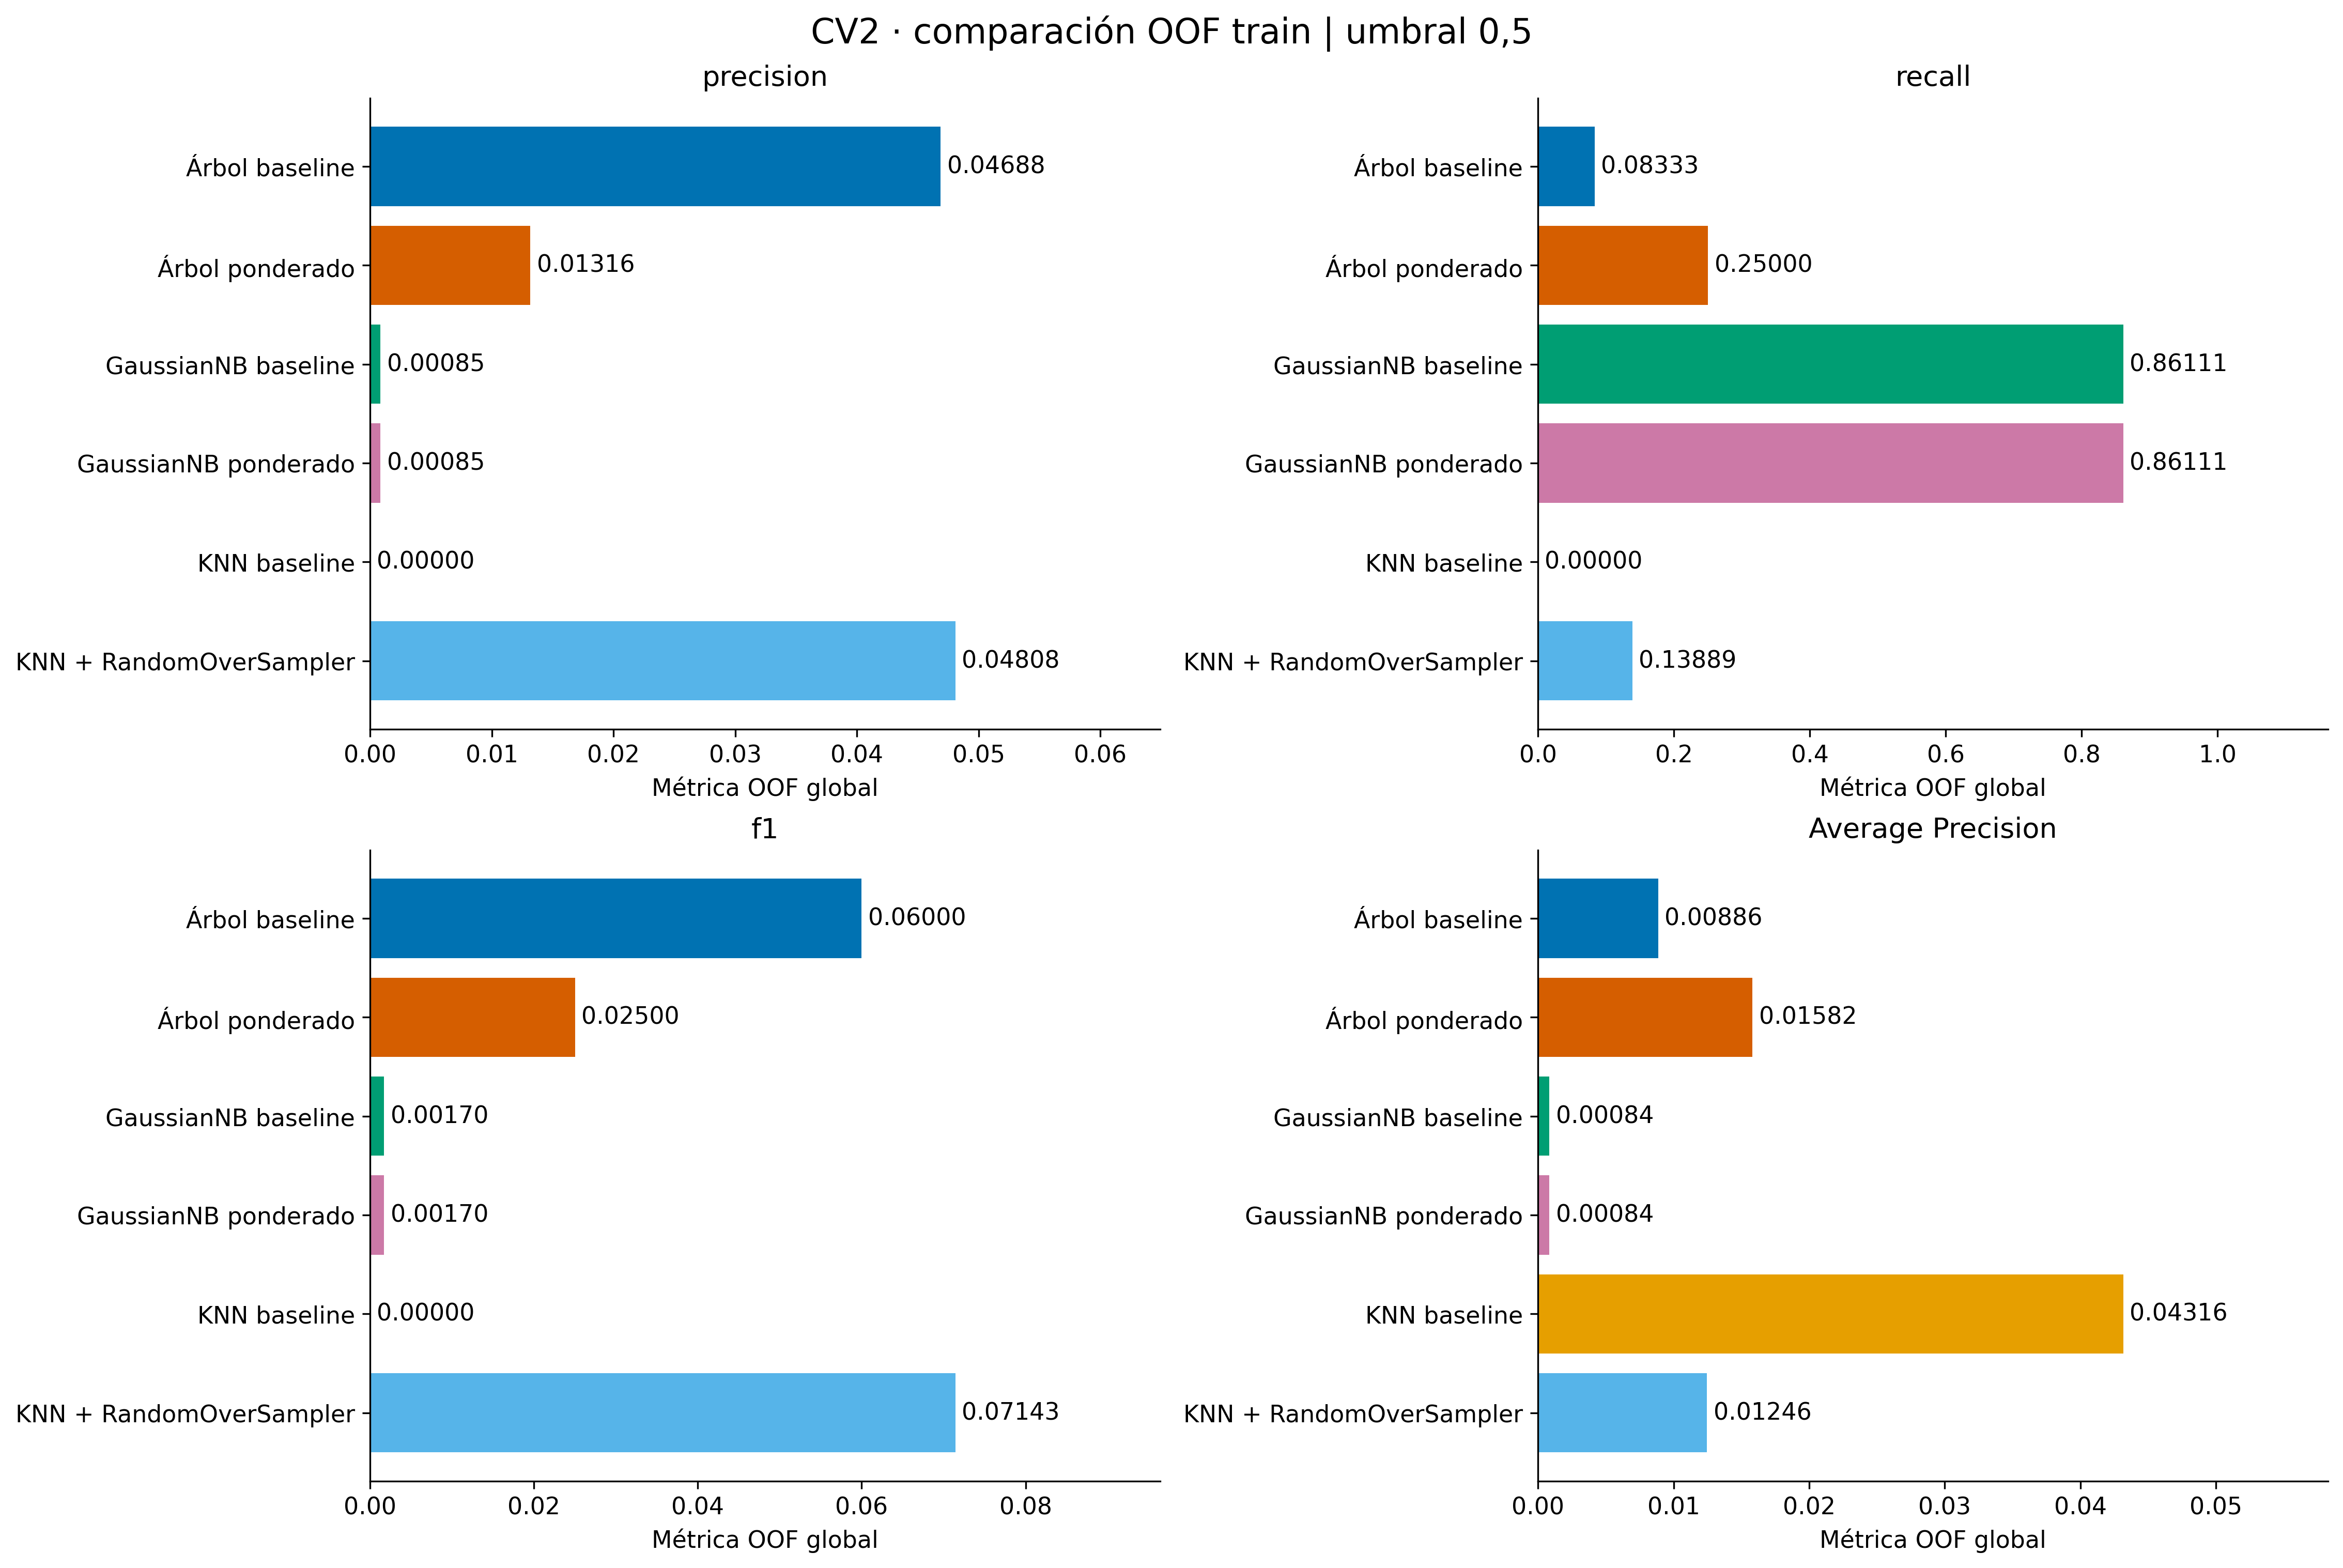 CV2 · comparación OOF train | umbral 0,5
precision
Árbol baseline
0.04688
Árbol ponderado
0.01316
GaussianNB baseline
0.00085
GaussianNB ponderado
0.00085
KNN baseline
0.00000
KNN + RandomOverSampler
0.04808
0.00 0.01 0.02 0.03 0.04 0.05 0.06
Métrica OOF global
recall
Árbol baseline
0.08333
Árbol ponderado
0.25000
GaussianNB baseline
0.86111
GaussianNB ponderado
0.86111
KNN baseline
0.00000
KNN + RandomOverSampler
0.13889
0.0 0.2 0.4 0.6 0.8 1.0
Métrica OOF global
f1
Árbol baseline
0.06000
Árbol ponderado
0.02500
GaussianNB baseline
0.00170
GaussianNB ponderado
0.00170
KNN baseline
0.00000
KNN + RandomOverSampler
0.07143
0.00 0.02 0.04 0.06 0.08
Métrica OOF global
Average Precision
Árbol baseline
0.00886
Árbol ponderado
0.01582
GaussianNB baseline
0.00084
GaussianNB ponderado
0.00084
KNN baseline
0.04316
KNN + RandomOverSampler
0.01246
0.00 0.01 0.02 0.03 0.04 0.05
Métrica OOF global